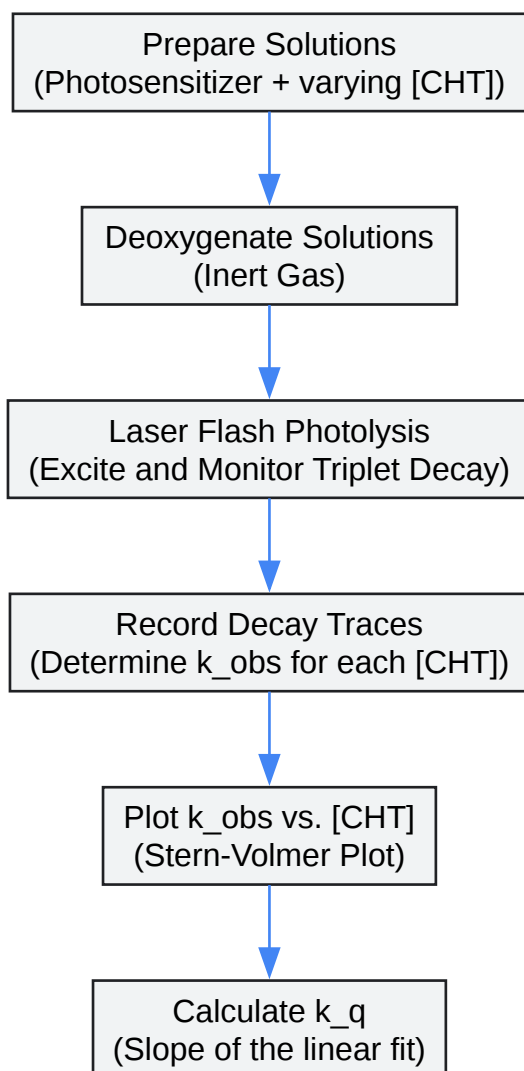 Prepare Solutions
(Photosensitizer + varying [CHT])
Deoxygenate Solutions
(Inert Gas)
Laser Flash Photolysis
(Excite and Monitor Triplet Decay)
Record Decay Traces
(Determine k_obs for each [CHT])
Plot k_obs vs. [CHT]
(Stern-Volmer Plot)
Calculate k_q
(Slope of the linear fit)